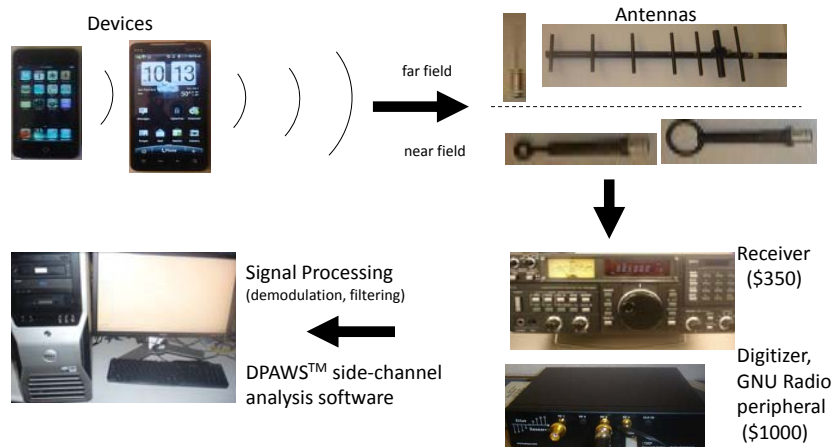 Devices
Antennas
10 13
far field
near field
Receiver
($350)
Signal Processing
(demodulation, filtering)
DPAWS™ side-channel
analysis software
Digitizer,
GNU Radio
peripheral
($1000)